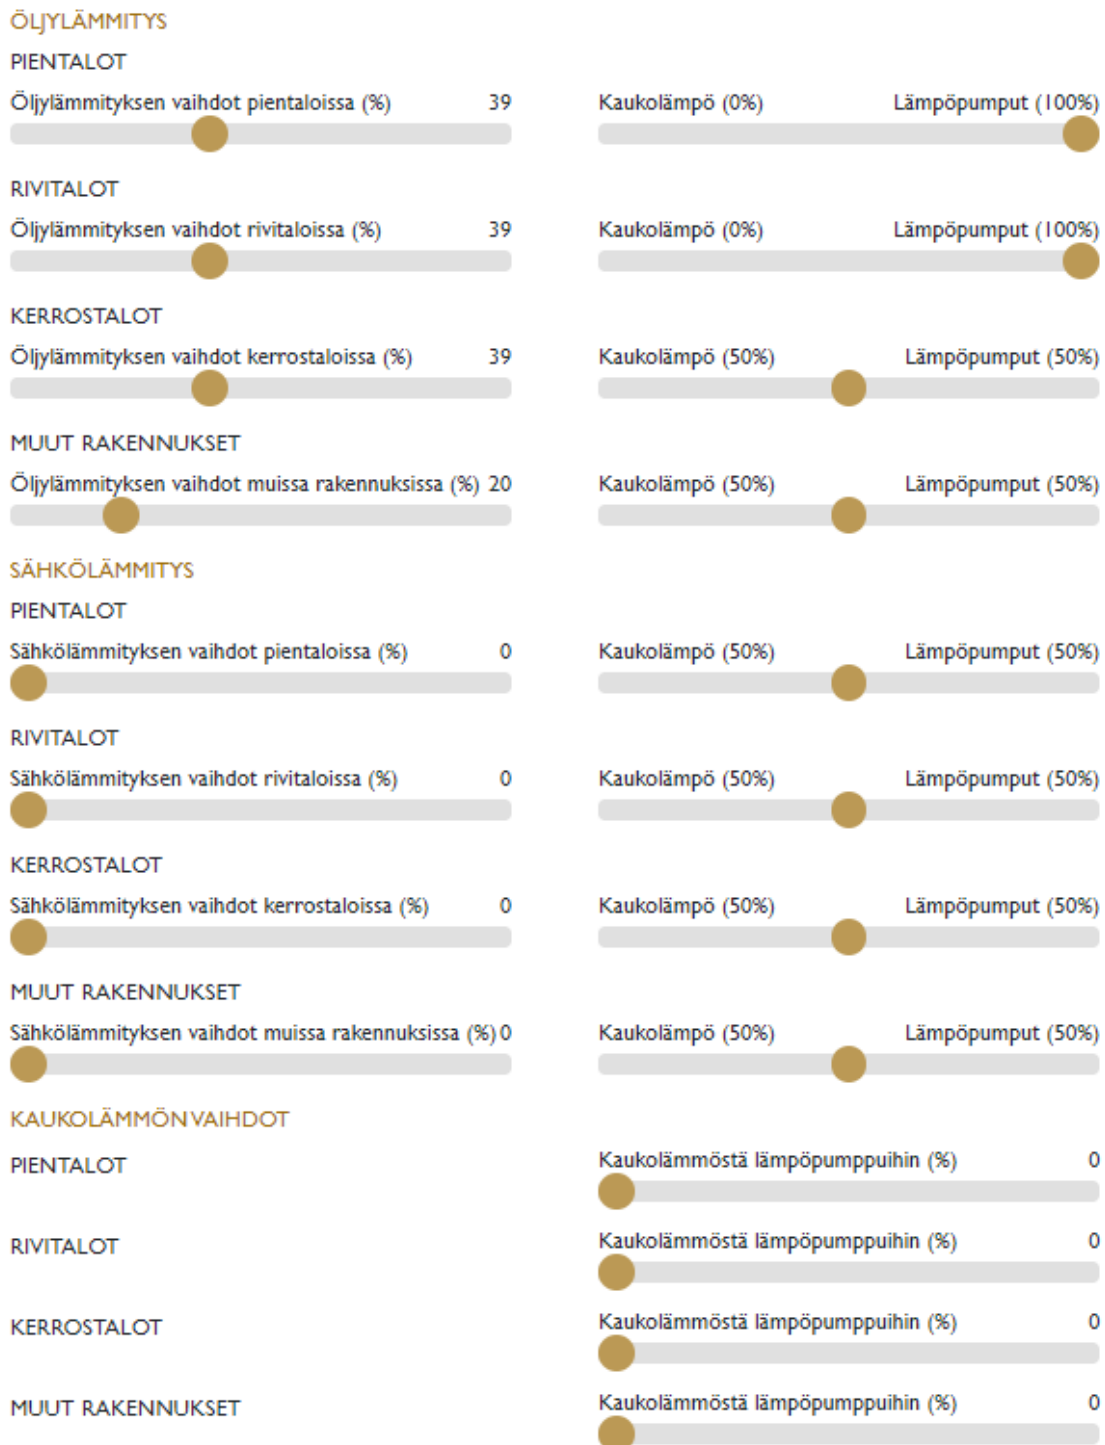 ÖLJYLÄMMITYS
PIENTALOT
Öljylämmityksen vaihdot pientaloissa (%) 39 Kaukolämpö (0%) Lämpöpumput (100%)
RIVITALOT
Öljylämmityksen vaihdot rivitaloissa (%) 39 Kaukolämpö (0%) Lämpöpumput (100%)
KERROSTALOT
Öljylämmityksen vaihdot kerrostaloissa (%) 39 Kaukolämpö (50%) Lämpöpumput (50%)
MUUT RAKENNUKSET
Öljylämmityksen vaihdot muissa rakennuksissa (%) 20 Kaukolämpö (50%) Lämpöpumput (50%)
SÄHKÖLÄMMITYS
PIENTALOT
Sähkölämmityksen vaihdot pientaloissa (%) 0 Kaukolämpö (50%) Lämpöpumput (50%)
RIVITALOT
Sähkölämmityksen vaihdot rivitaloissa (%) 0 Kaukolämpö (50%) Lämpöpumput (50%)
KERROSTALOT
Sähkölämmityksen vaihdot kerrostaloissa (%) 0 Kaukolämpö (50%) Lämpöpumput (50%)
MUUT RAKENNUKSET
Sähkölämmityksen vaihdot muissa rakennuksissa (%) 0 Kaukolämpö (50%) Lämpöpumput (50%)
KAUKOLÄMMÖN VAIHDOT
PIENTALOT Kaukolämmöstä lämpöpumppuihin (%) 0
RIVITALOT Kaukolämmöstä lämpöpumppuihin (%) 0
KERROSTALOT Kaukolämmöstä lämpöpumppuihin (%) 0
MUUT RAKENNUKSET Kaukolämmöstä lämpöpumppuihin (%) 0